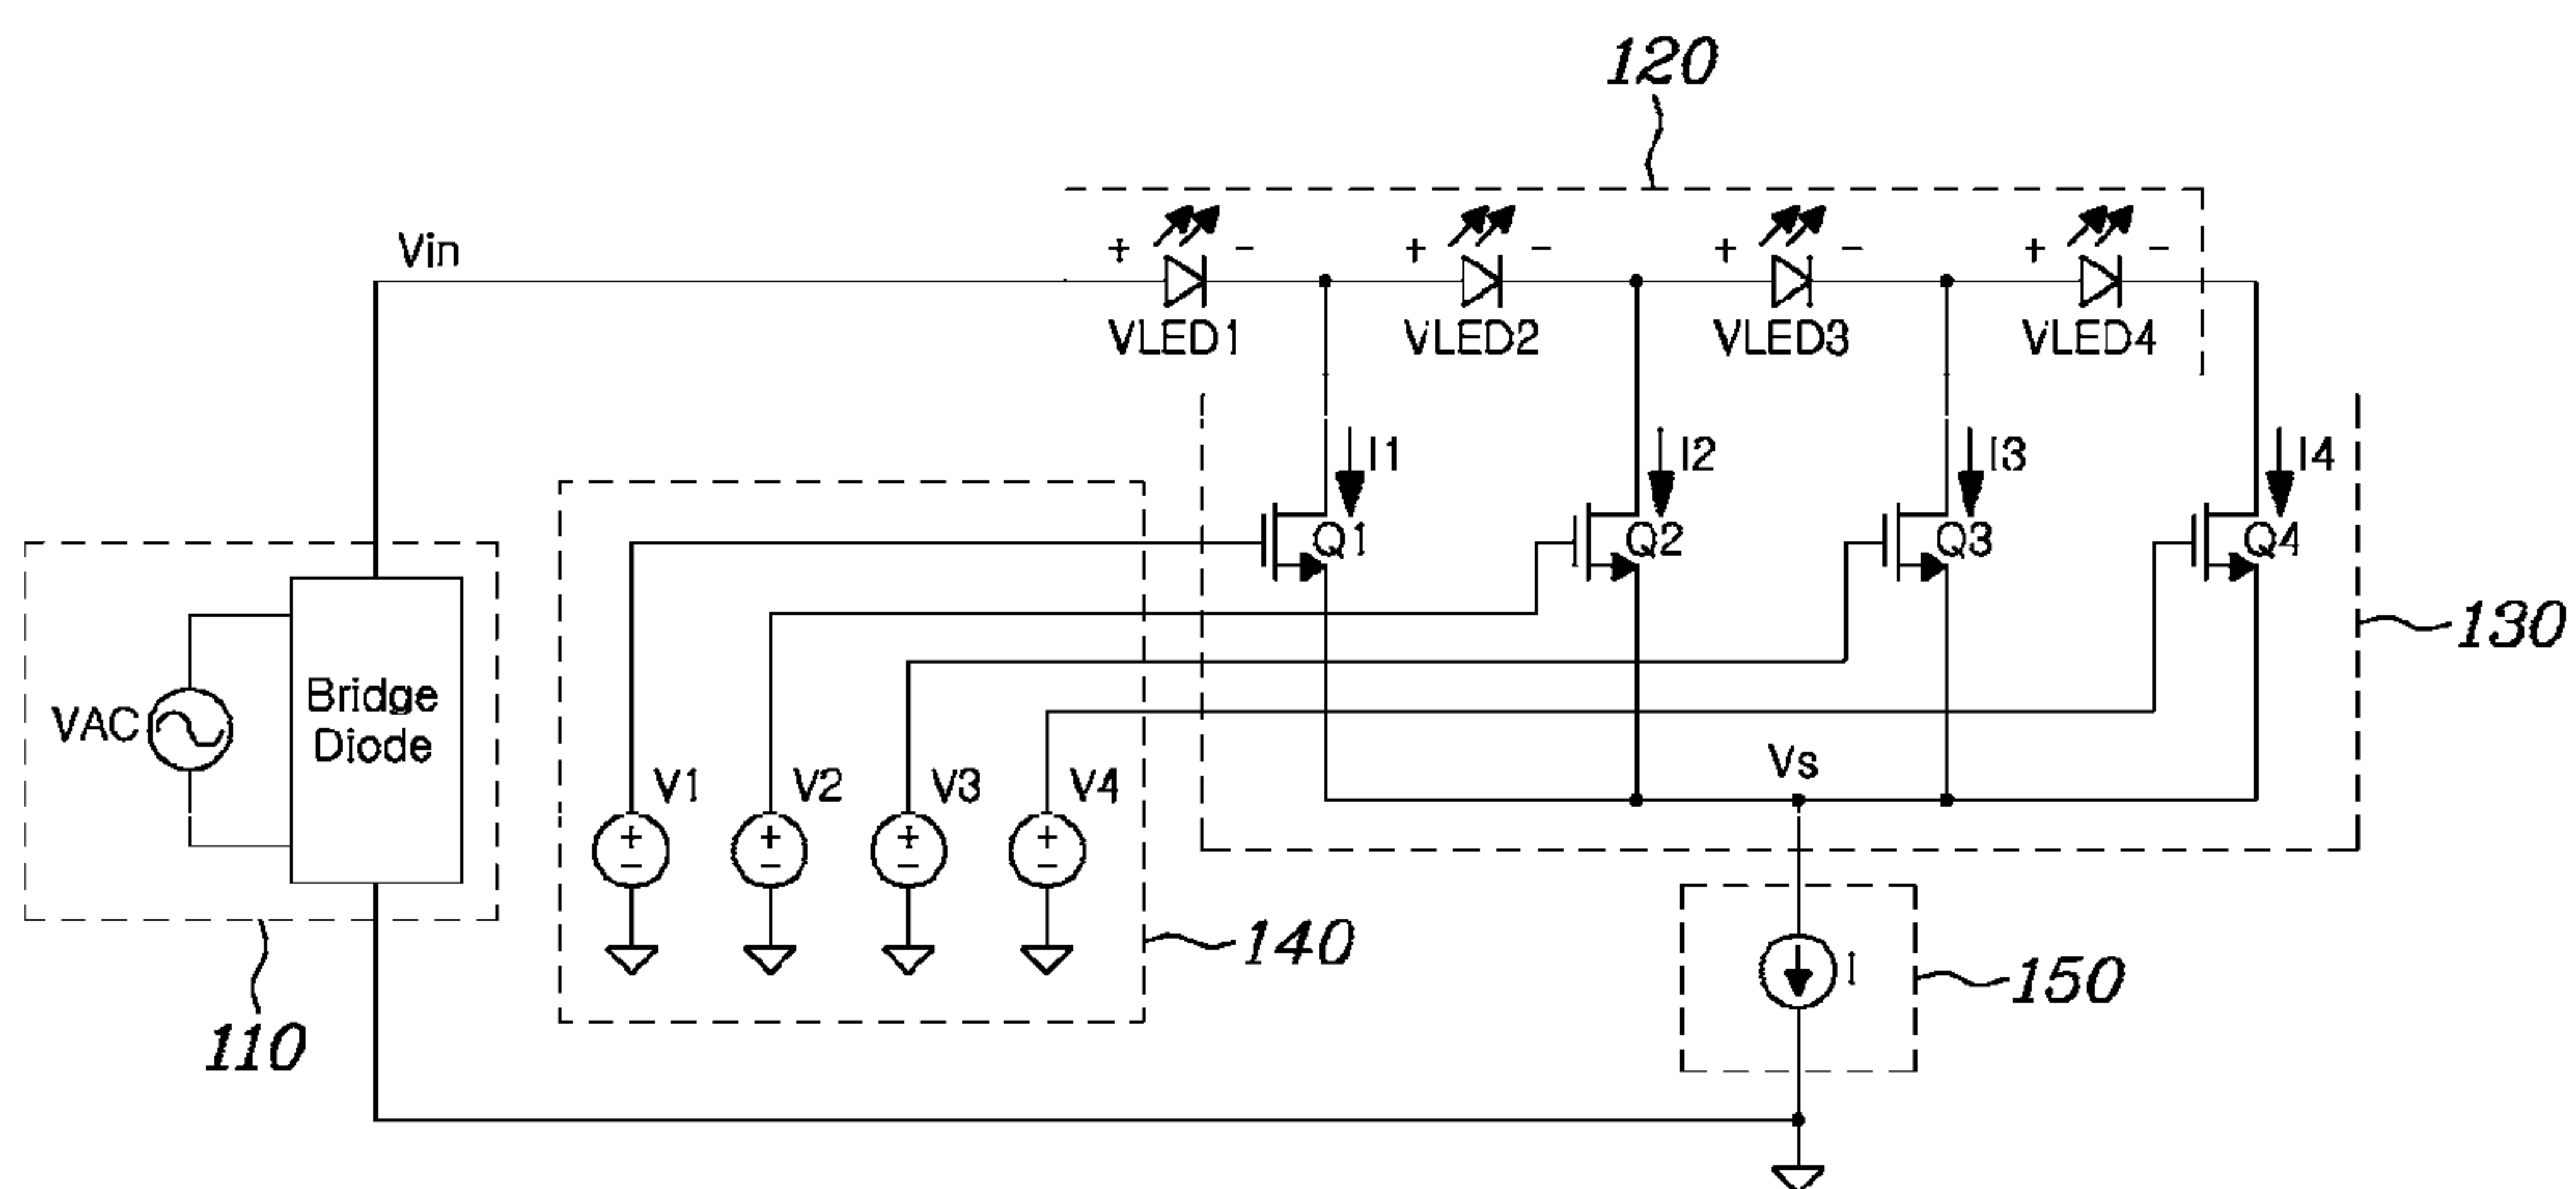 120
Vin
+ - + - + - + -
VLED1 VLED2 VLED3 VLED4
I1 I2 I3 I4
Q1 Q2 Q3 Q4
130
Bridge
Diode
VAC
Vs
V1 V2 V3 V4
+ + + +
- - - -
140
I
150
110